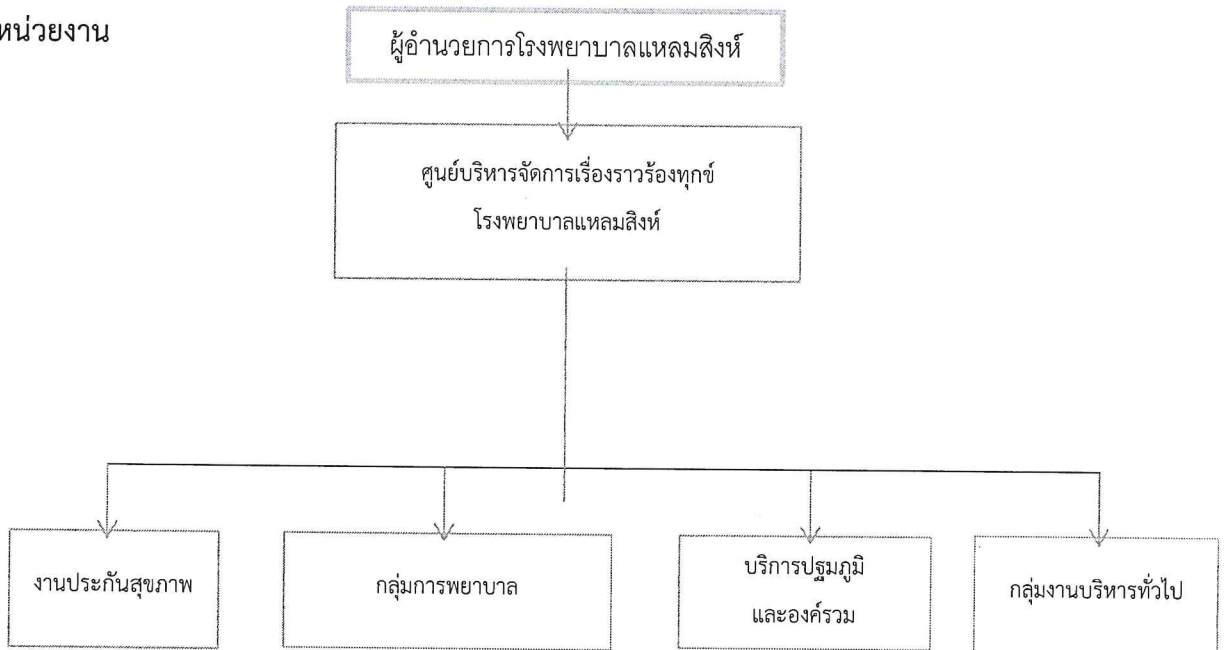 หน่วยงาน
ผู้อำนวยการโรงพยาบาลแหลมสิงห์
ศูนย์บริหารจัดการเรื่องราวร้องทุกข์
โรงพยาบาลแหลมสิงห์
งานประกันสุขภาพ
กลุ่มการพยาบาล
บริการปฐมภูมิ
และองค์รวม
กลุ่มงานบริหารทั่วไป